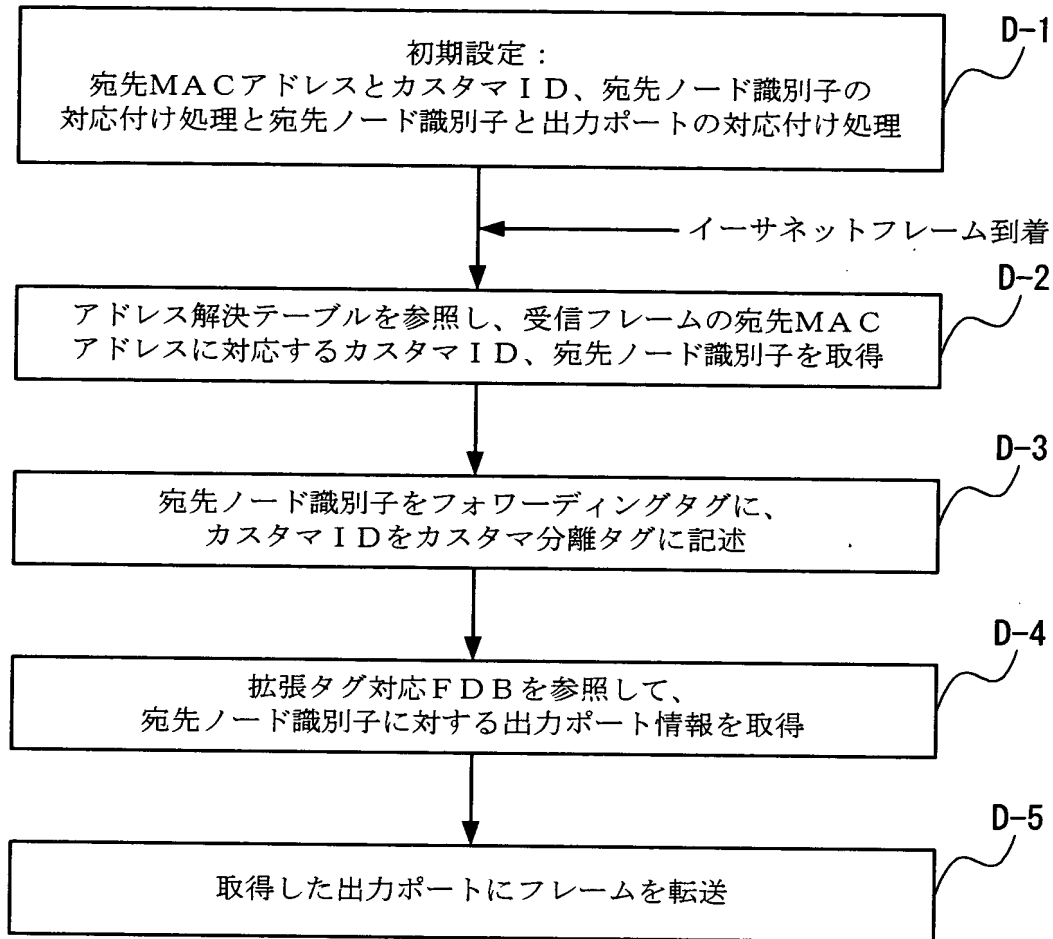 D-1
初期設定：
宛先MACアドレスとカスタマＩＤ、宛先ノード識別子の
対応付け処理と宛先ノード識別子と出力ポートの対応付け処理
イーサネットフレーム到着
D-2
アドレス解決テーブルを参照し、受信フレームの宛先MAC
アドレスに対応するカスタマＩＤ、宛先ノード識別子を取得
D-3
宛先ノード識別子をフォワーディングタグに、
カスタマＩＤをカスタマ分離タグに記述
D-4
拡張タグ対応ＦＤＢを参照して、
宛先ノード識別子に対する出力ポート情報を取得
D-5
取得した出力ポートにフレームを転送